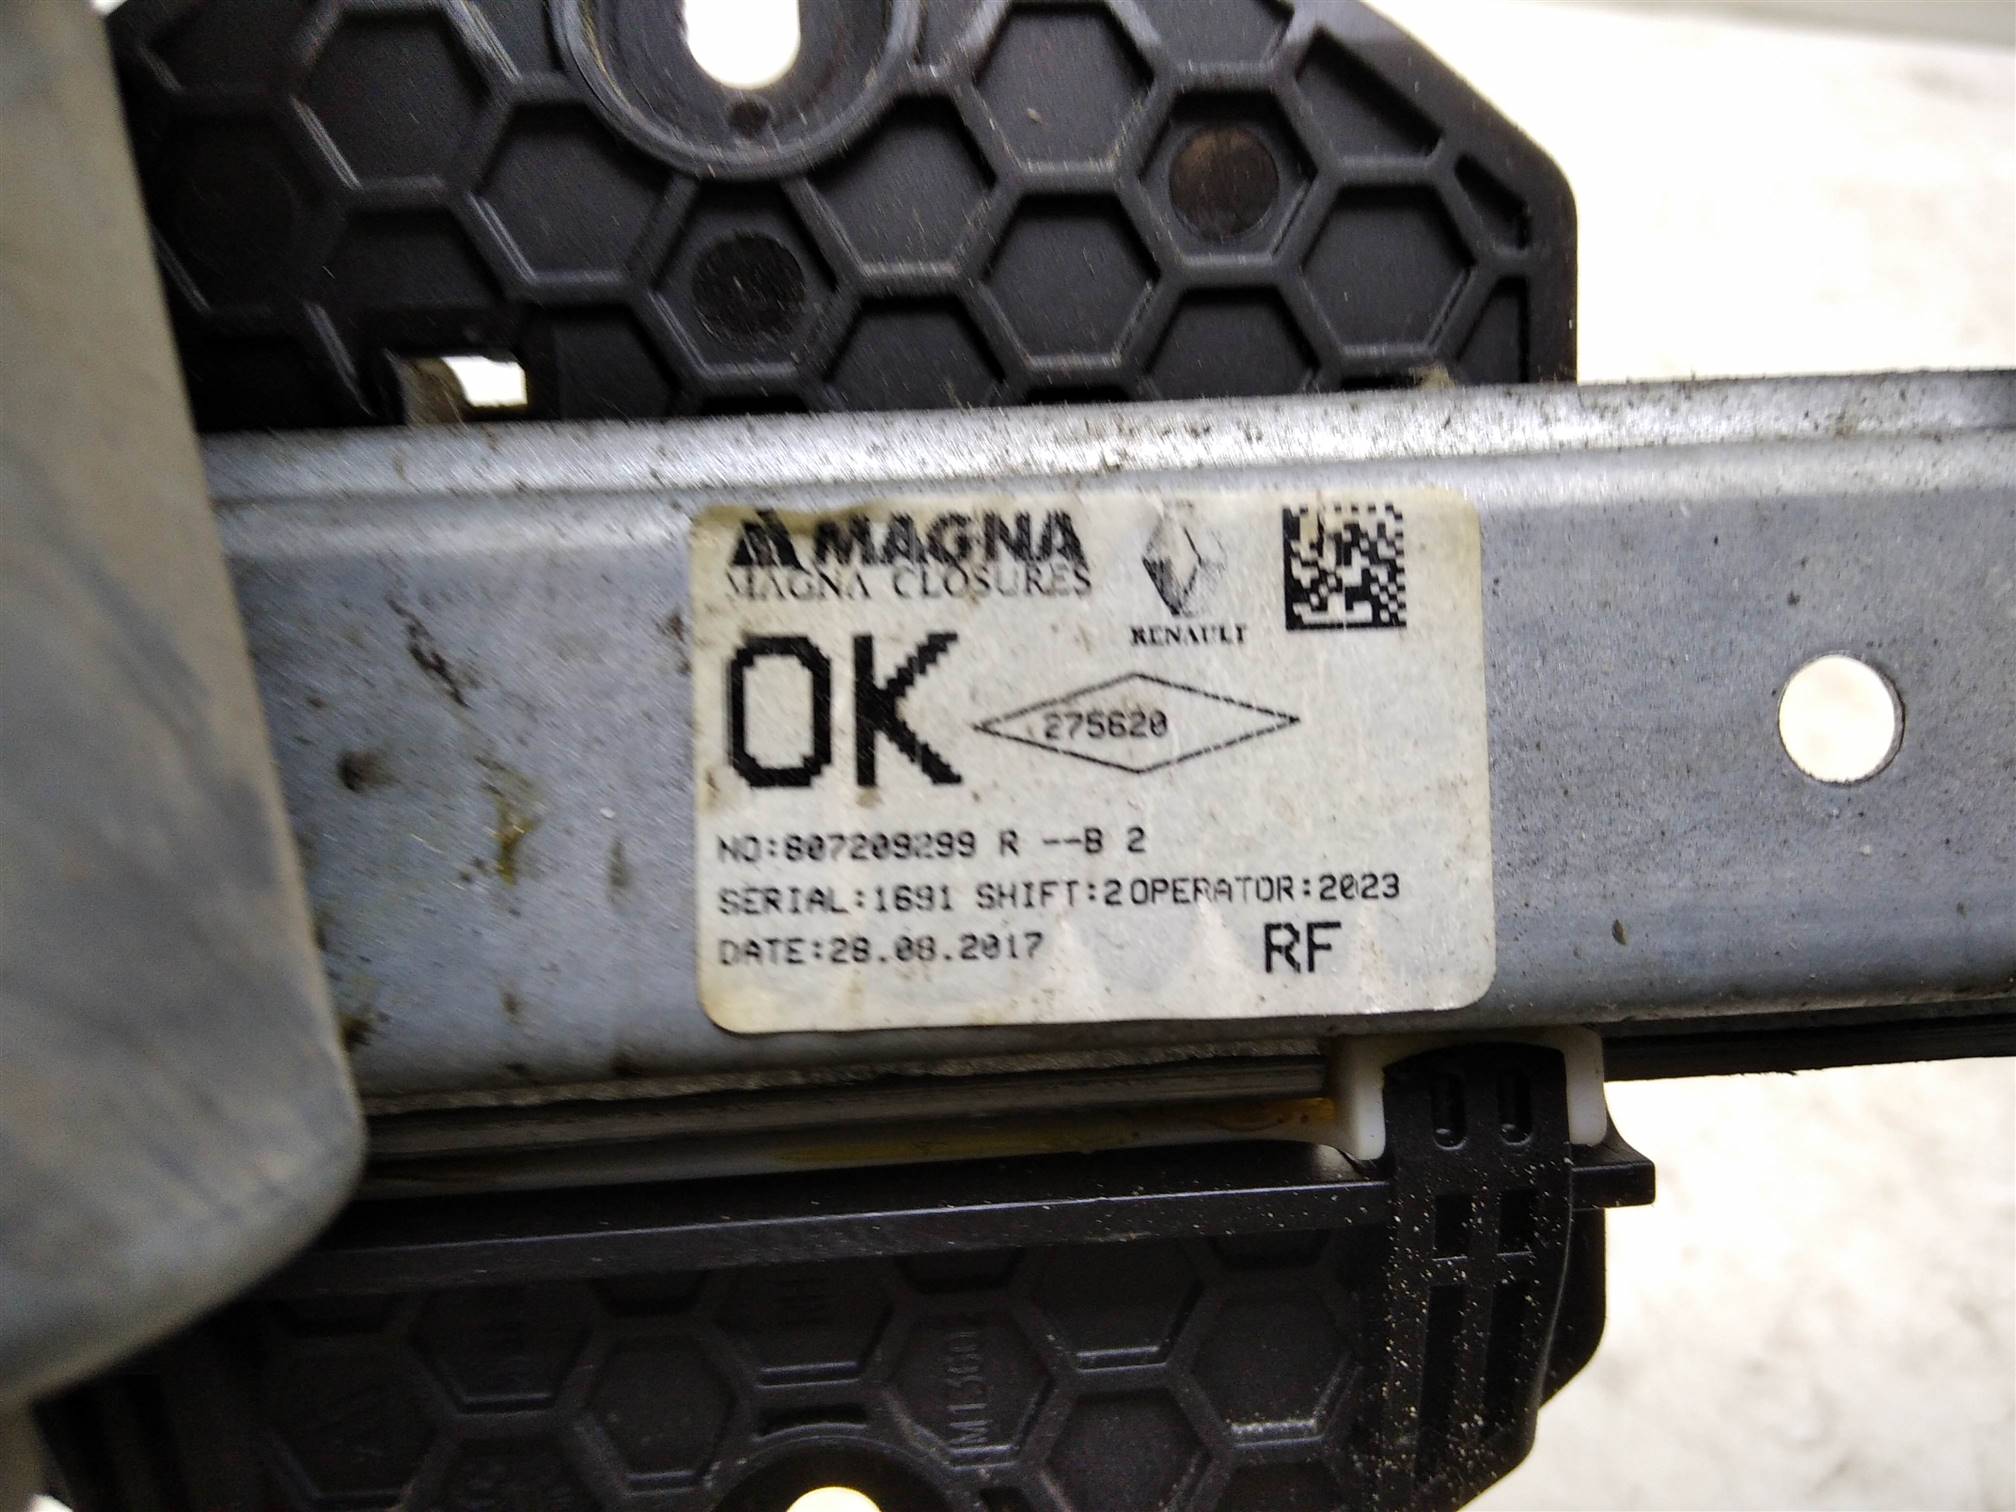 MAGNA
MAGNA CLOSURES
RENAULT
OK
275620
NO:807209299 R --B 2
SERIAL:1691 SHIFT:2OPERATOR:2023
DATE:28.08.2017
RF